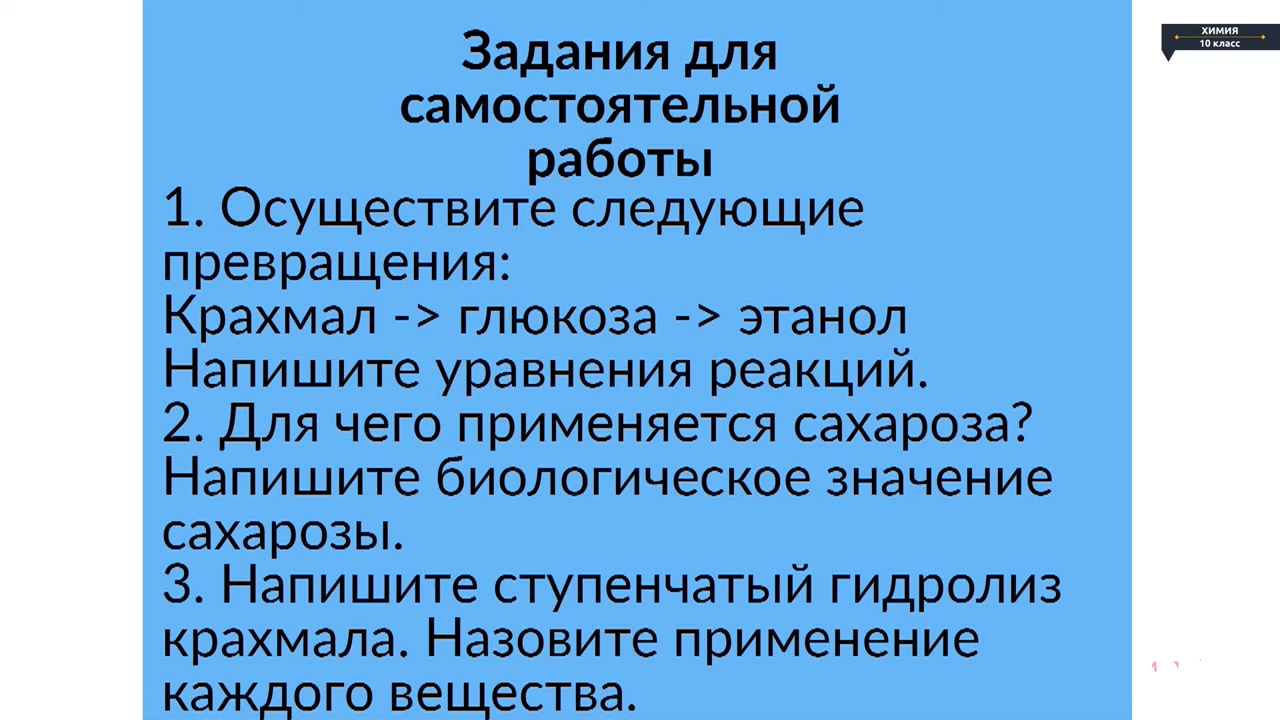 ХИМИЯ
10 класс
Задания для
самостоятельной
работы
1. Осуществите следующие
превращения:
Крахмал -> глюкоза -> этанол
Напишите уравнения реакций.
2. Для чего применяется сахароза?
Напишите биологическое значение
сахарозы.
3. Напишите ступенчатый гидролиз
крахмала. Назовите применение
каждого вещества.